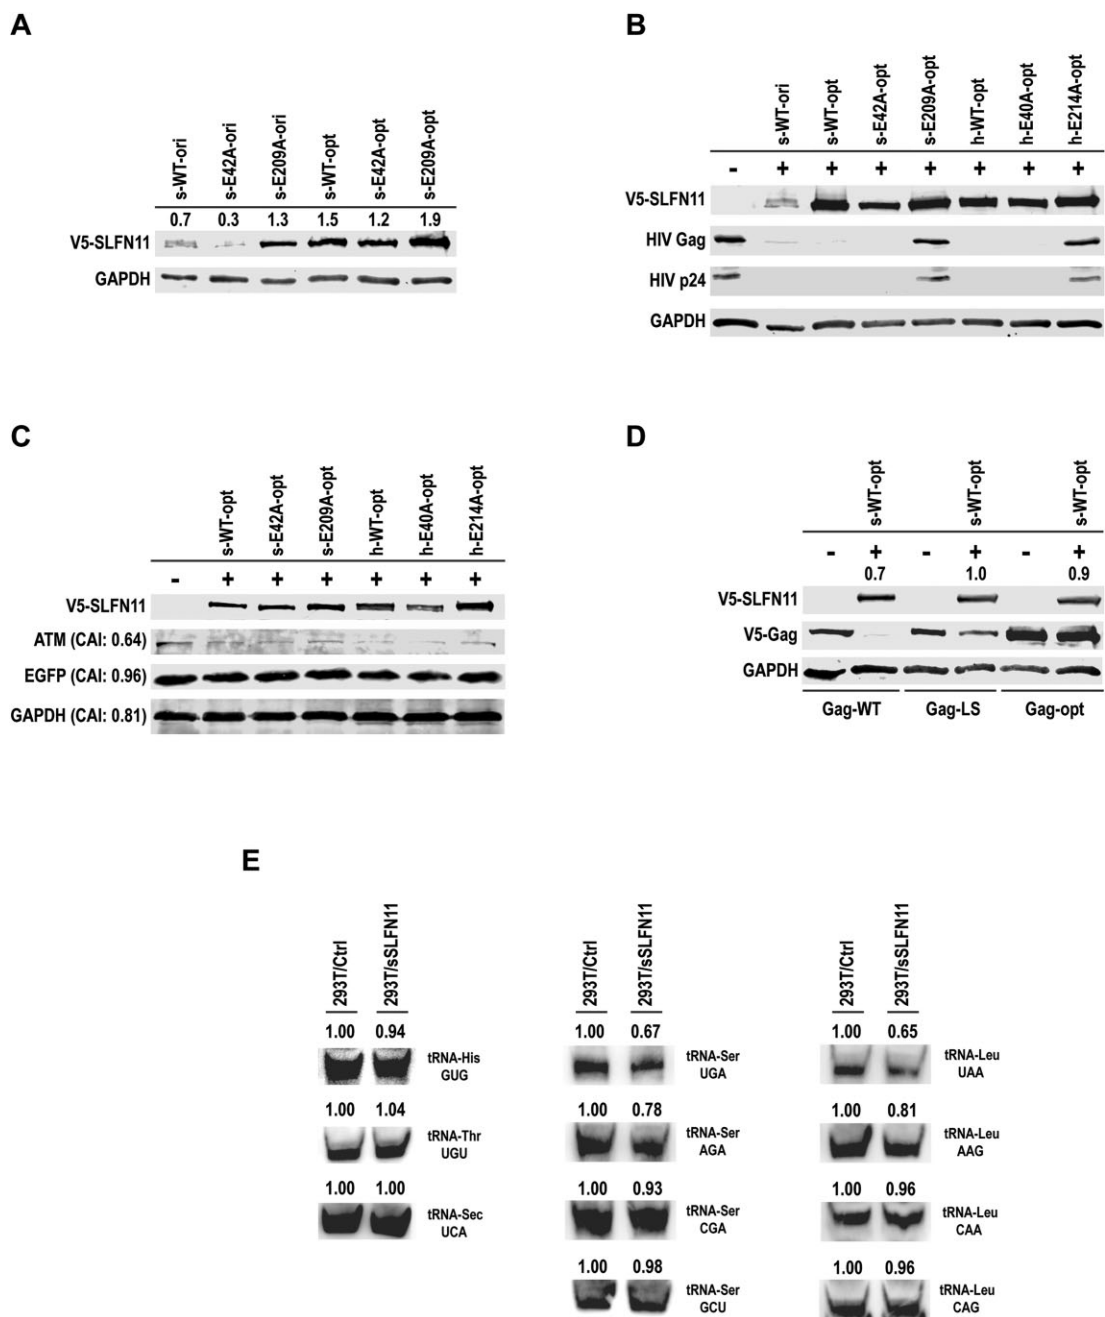 A
s-WT-ori s-E42A-ori s-E209A-ori s-WT-opt s-E42A-opt s-E209A-opt
0.7 0.3 1.3 1.5 1.2 1.9
V5-SLFN11
GAPDH
B
s-WT-ori s-WT-opt s-E42A-opt s-E209A-opt h-WT-opt h-E40A-opt h-E214A-opt
- + + + + + + +
V5-SLFN11
HIV Gag
HIV p24
GAPDH
C
s-WT-opt s-E42A-opt s-E209A-opt h-WT-opt h-E40A-opt h-E214A-opt
- + + + + + +
V5-SLFN11
ATM (CAI: 0.64)
EGFP (CAI: 0.96)
GAPDH (CAI: 0.81)
D
s-WT-opt s-WT-opt s-WT-opt
- + - + - +
0.7 1.0 0.9
V5-SLFN11
V5-Gag
GAPDH
Gag-WT Gag-LS Gag-opt
E
293T/Ctrl 293T/sSLFN11
1.00 0.94
tRNA-His
GUG
1.00 1.04
tRNA-Thr
UGU
1.00 1.00
tRNA-Sec
UCA
293T/Ctrl 293T/sSLFN11
1.00 0.67
tRNA-Ser
UGA
1.00 0.78
tRNA-Ser
AGA
1.00 0.93
tRNA-Ser
CGA
1.00 0.98
tRNA-Ser
GCU
293T/Ctrl 293T/sSLFN11
1.00 0.65
tRNA-Leu
UAA
1.00 0.81
tRNA-Leu
AAG
1.00 0.96
tRNA-Leu
CAA
1.00 0.96
tRNA-Leu
CAG